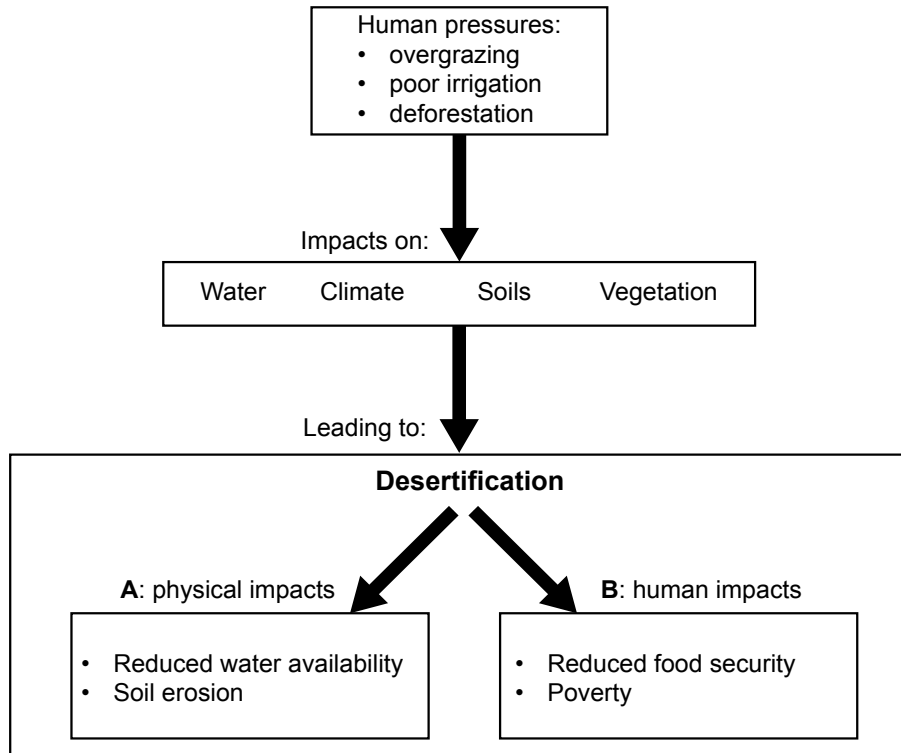 Human pressures:
• overgrazing
• poor irrigation
• deforestation
Impacts on:
Water Climate Soils Vegetation
Leading to:
Desertification
A: physical impacts
• Reduced water availability
• Soil erosion
B: human impacts
• Reduced food security
• Poverty